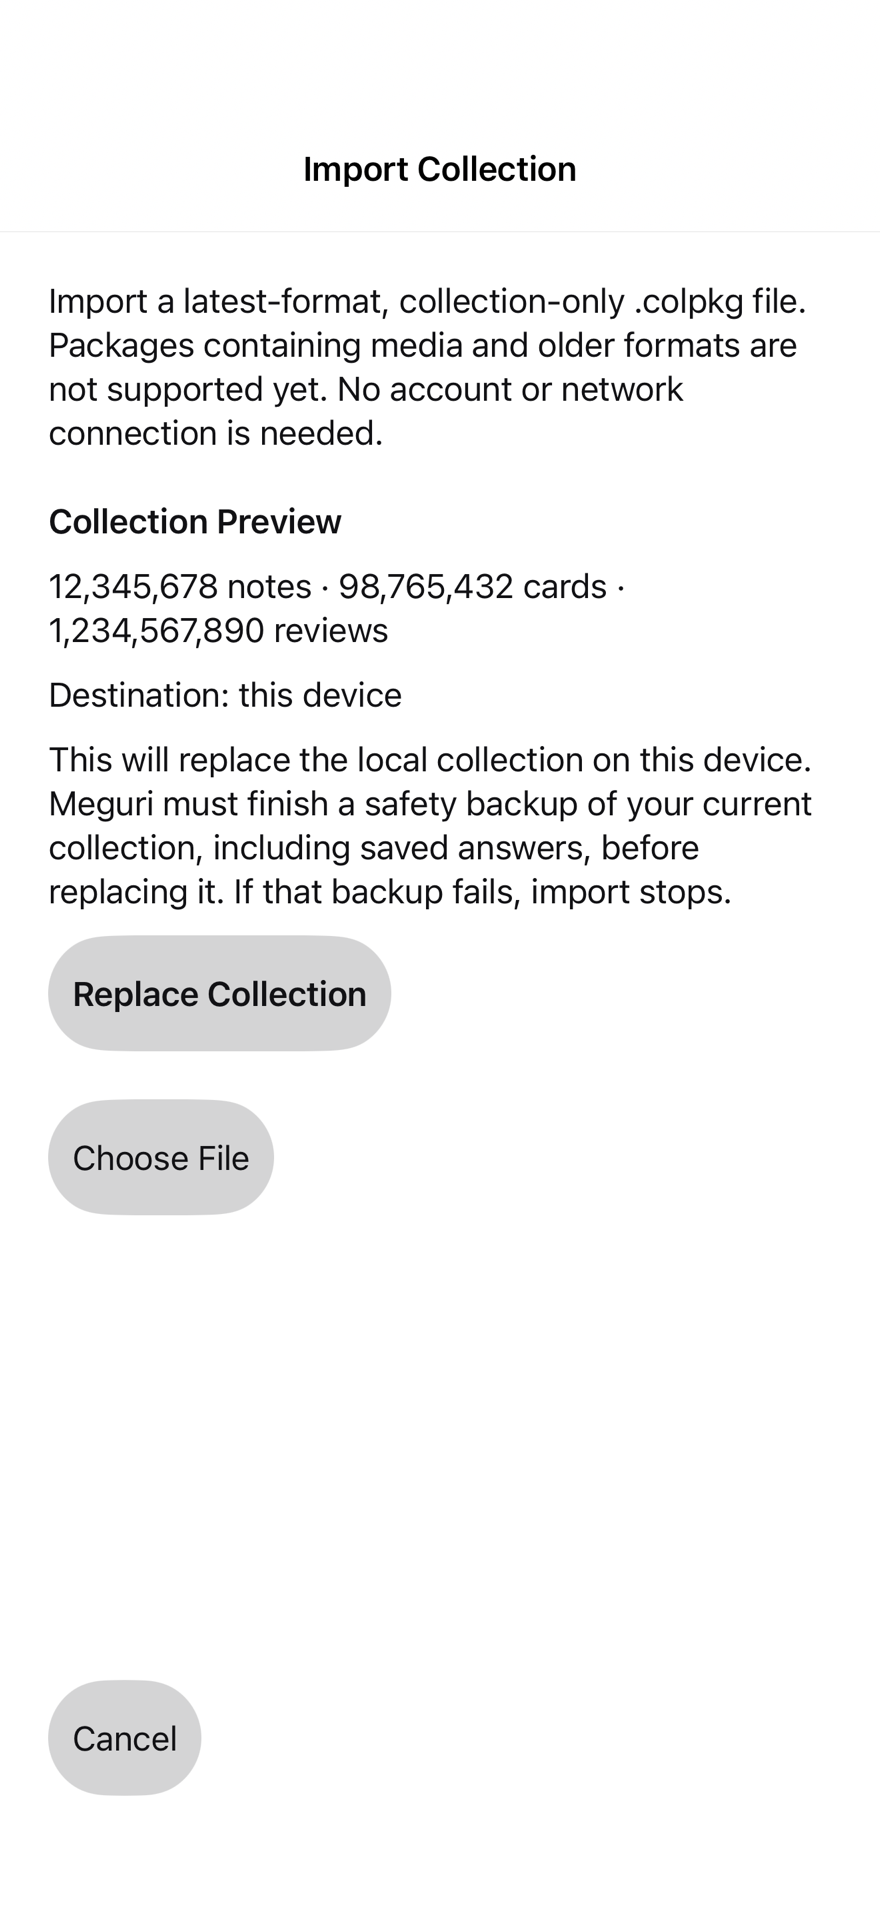 Import Collection
Import a latest-format, collection-only .colpkg file.
Packages containing media and older formats are
not supported yet. No account or network
connection is needed.
Collection Preview
12,345,678 notes · 98,765,432 cards ·
1,234,567,890 reviews
Destination: this device
This will replace the local collection on this device.
Meguri must finish a safety backup of your current
collection, including saved answers, before
replacing it. If that backup fails, import stops.
Replace Collection
Choose File
Cancel